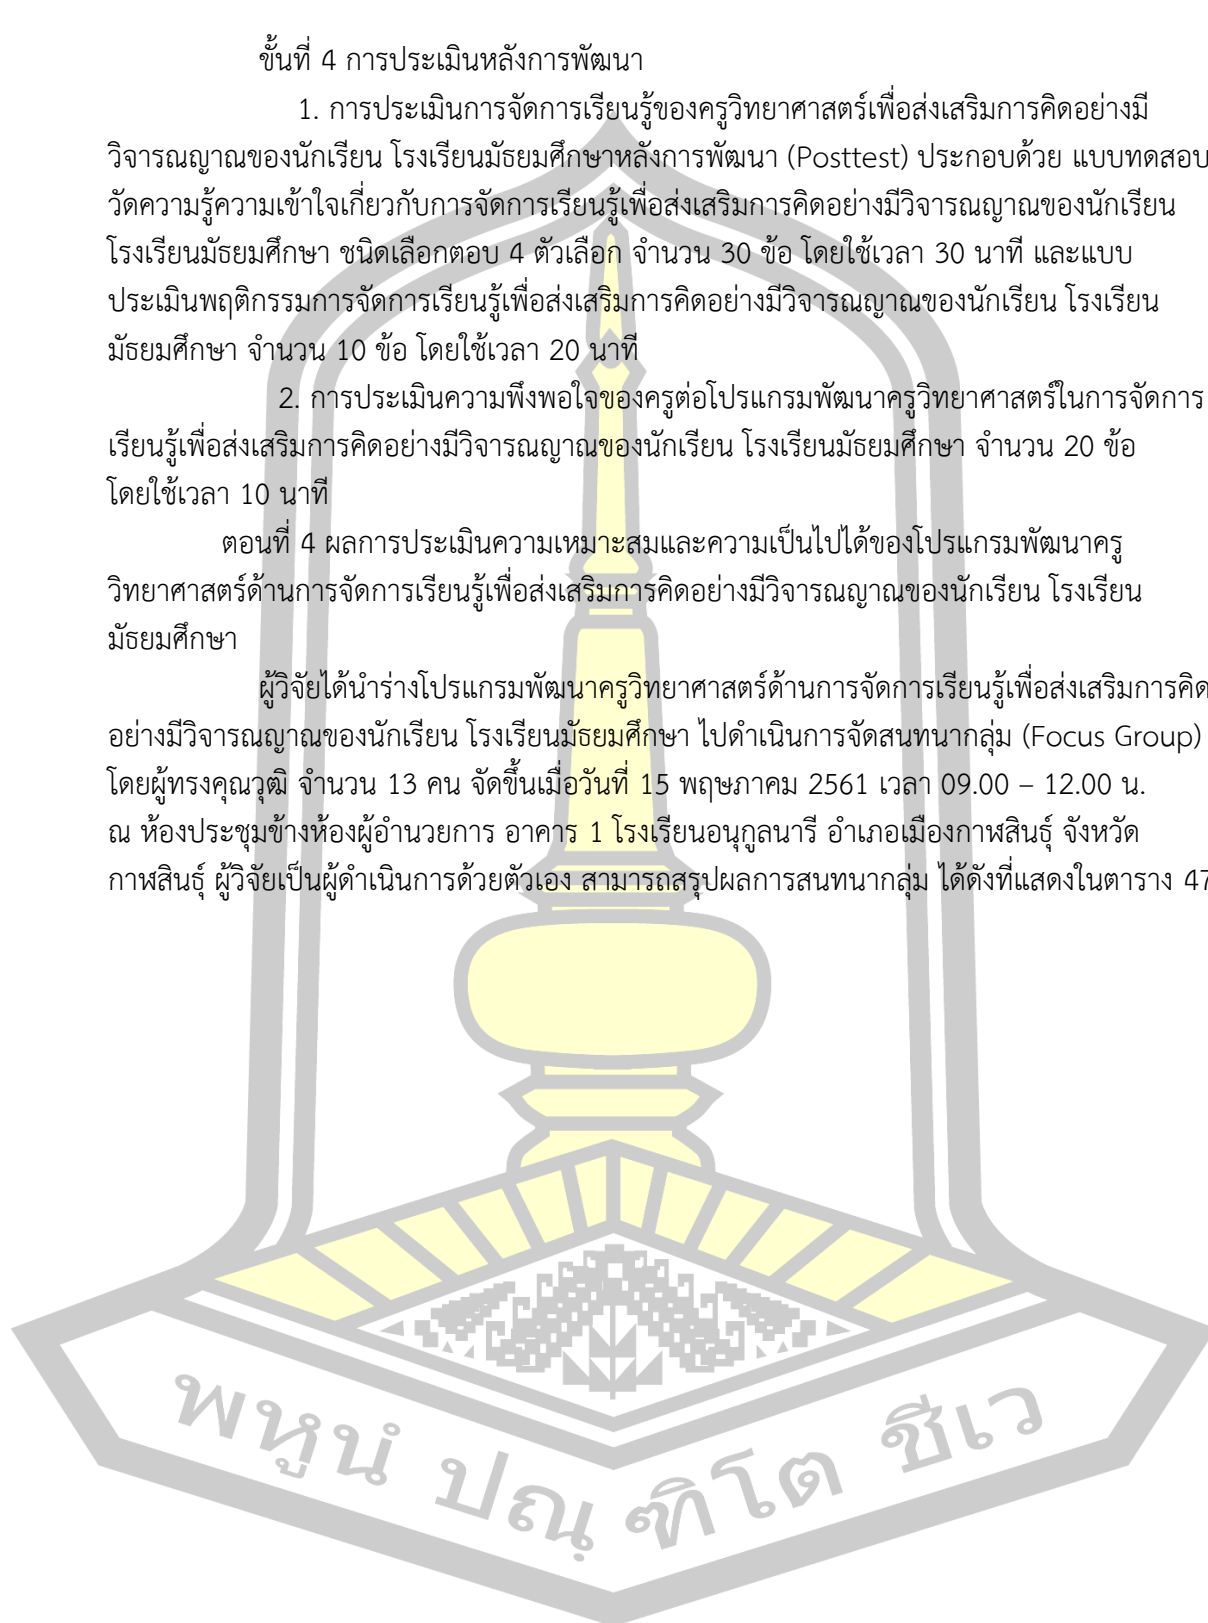 ขั้นที่ 4 การประเมินหลังการพัฒนา
1. การประเมินการจัดการเรียนรู้ของครูวิทยาศาสตร์เพื่อส่งเสริมการคิดอย่างมี
วิจารณญาณของนักเรียน โรงเรียนมัธยมศึกษาหลังการพัฒนา (Posttest) ประกอบด้วย แบบทดสอบ
วัดความรู้ความเข้าใจเกี่ยวกับการจัดการเรียนรู้เพื่อส่งเสริมการคิดอย่างมีวิจารณญาณของนักเรียน
โรงเรียนมัธยมศึกษา ชนิดเลือกตอบ 4 ตัวเลือก จำนวน 30 ข้อ โดยใช้เวลา 30 นาที และแบบ
ประเมินพฤติกรรมการจัดการเรียนรู้เพื่อส่งเสริมการคิดอย่างมีวิจารณญาณของนักเรียน โรงเรียน
มัธยมศึกษา จำนวน 10 ข้อ โดยใช้เวลา 20 นาที
2. การประเมินความพึงพอใจของครูต่อโปรแกรมพัฒนาครูวิทยาศาสตร์ในการจัดการ
เรียนรู้เพื่อส่งเสริมการคิดอย่างมีวิจารณญาณของนักเรียน โรงเรียนมัธยมศึกษา จำนวน 20 ข้อ
โดยใช้เวลา 10 นาที
ตอนที่ 4 ผลการประเมินความเหมาะสมและความเป็นไปได้ของโปรแกรมพัฒนาครู
วิทยาศาสตร์ด้านการจัดการเรียนรู้เพื่อส่งเสริมการคิดอย่างมีวิจารณญาณของนักเรียน โรงเรียน
มัธยมศึกษา
ผู้วิจัยได้นำร่างโปรแกรมพัฒนาครูวิทยาศาสตร์ด้านการจัดการเรียนรู้เพื่อส่งเสริมการคิด
อย่างมีวิจารณญาณของนักเรียน โรงเรียนมัธยมศึกษา ไปดำเนินการจัดสนทนากลุ่ม (Focus Group)
โดยผู้ทรงคุณวุฒิ จำนวน 13 คน จัดขึ้นเมื่อวันที่ 15 พฤษภาคม 2561 เวลา 09.00 – 12.00 น.
ณ ห้องประชุมข้างห้องผู้อำนวยการ อาคาร 1 โรงเรียนอนุกูลนารี อำเภอเมืองกาฬสินธุ์ จังหวัด
กาฬสินธุ์ ผู้วิจัยเป็นผู้ดำเนินการด้วยตัวเอง สามารถสรุปผลการสนทนากลุ่ม ได้ดังที่แสดงในตาราง 47
พหูนํ ปณฺ ฑิโต ชีเว